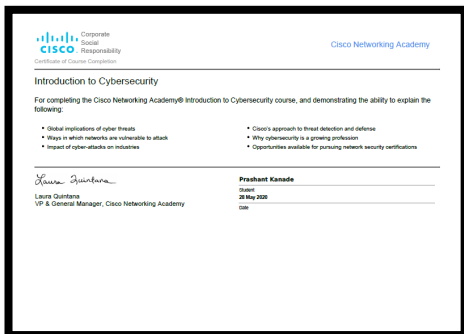 Corporate
Social
Responsibility
CISCO
Cisco Networking Academy
Certificate of Course Completion
Introduction to Cybersecurity
For completing the Cisco Networking Academy® Introduction to Cybersecurity course, and demonstrating the ability to explain the
following:
• Global implications of cyber threats
• Ways in which networks are vulnerable to attack
• Impact of cyber-attacks on industries
• Cisco's approach to threat detection and defense
• Why cybersecurity is a growing profession
• Opportunities available for pursuing network security certifications
Laura Quintana
Laura Quintana
VP & General Manager, Cisco Networking Academy
Prashant Kanade
Student
28 May 2020
Date